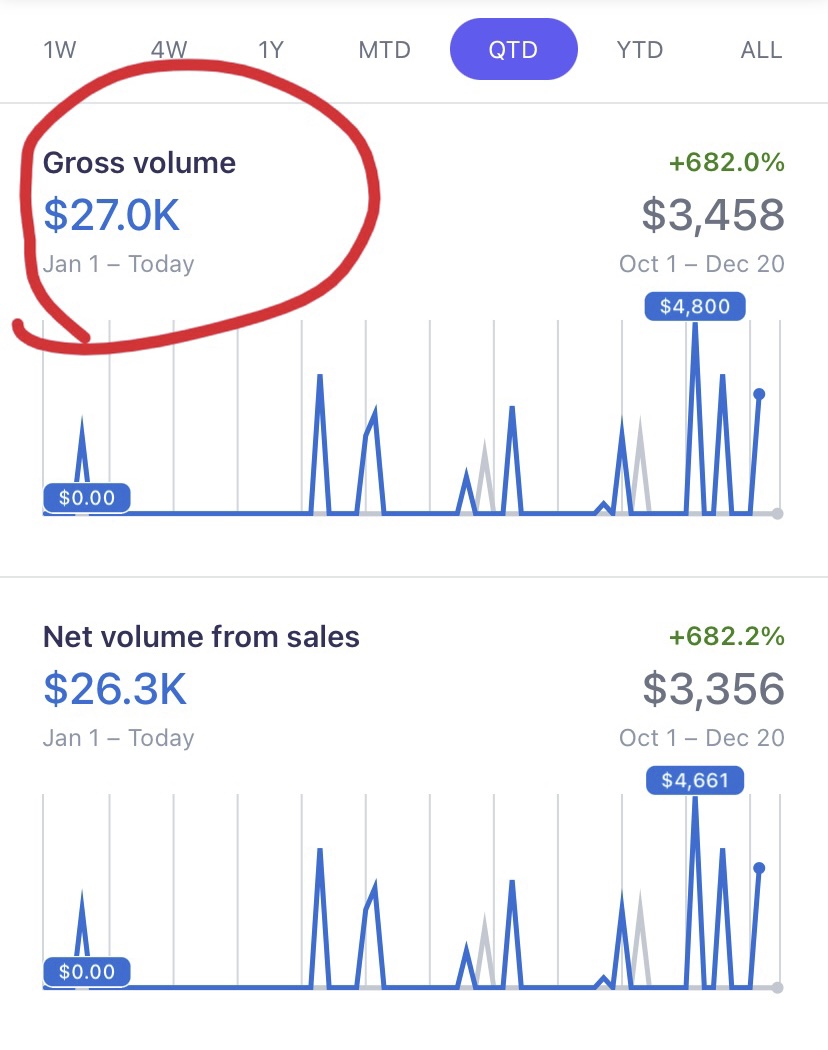 1W 4W 1Y MTD QTD YTD ALL
Gross volume +682.0%
$27.0K $3,458
Jan 1 – Today Oct 1 – Dec 20
$4,800
$0.00
Net volume from sales +682.2%
$26.3K $3,356
Jan 1 – Today Oct 1 – Dec 20
$4,661
$0.00